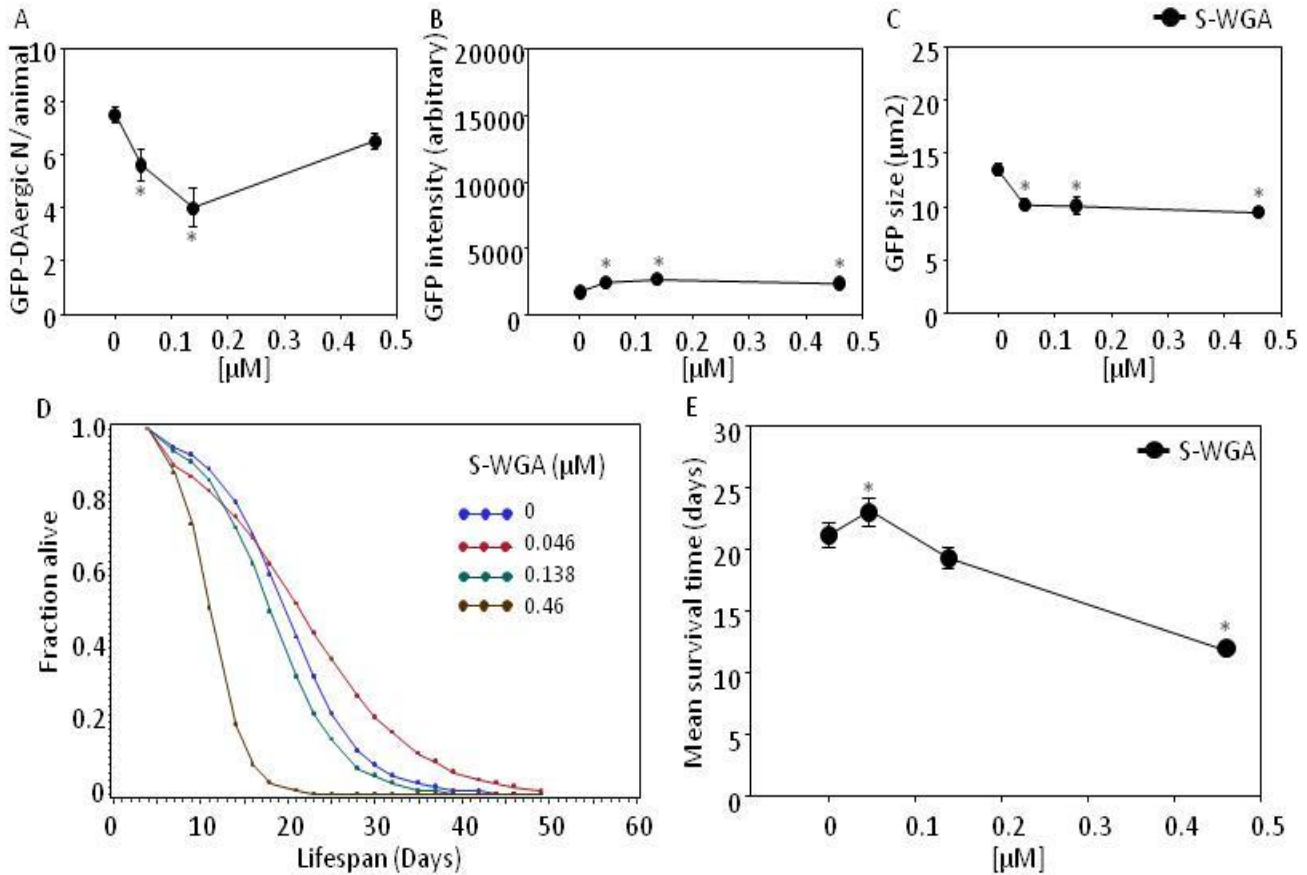 A
GFP-DAergic N / animal
10
8
6
4
2
0
*
*
0 0.1 0.2 0.3 0.4 0.5
[µM]
B
GFP intensity (arbitrary)
20000
15000
10000
5000
0
* * *
0 0.1 0.2 0.3 0.4 0.5
[µM]
C
S-WGA
GFP size (µm2)
25
20
15
10
5
0
* * *
0 0.1 0.2 0.3 0.4 0.5
[µM]
D
Fraction alive
1.0
0.8
0.6
0.4
0.2
0
S-WGA (µM)
0
0.046
0.138
0.46
0 10 20 30 40 50 60
Lifespan (Days)
E
Mean survival time (days)
30
25
20
15
10
5
0
S-WGA
*
*
0 0.1 0.2 0.3 0.4 0.5
[µM]